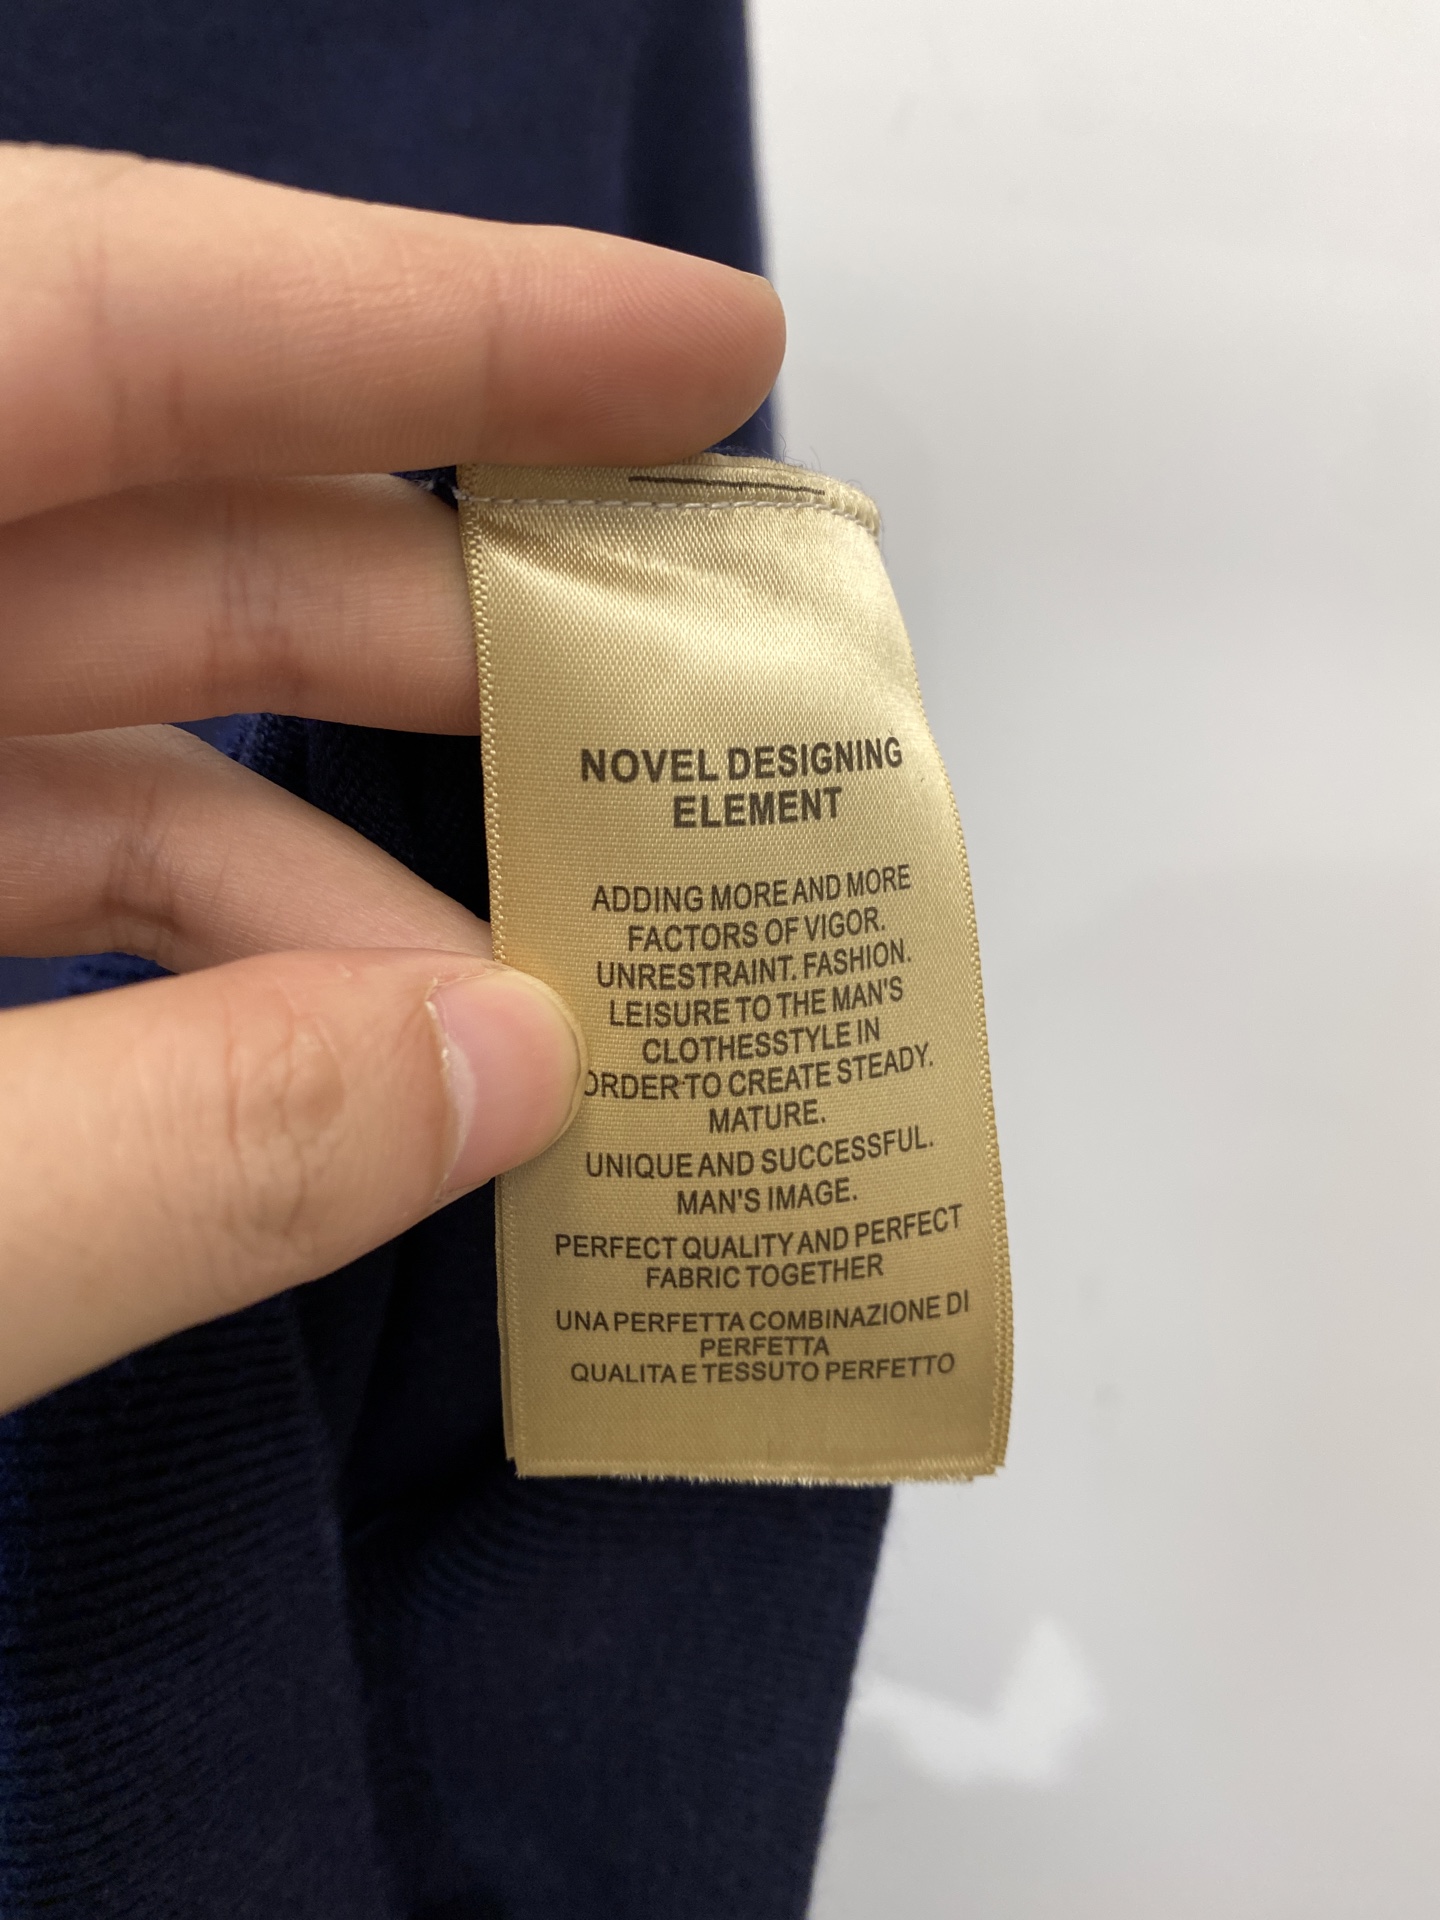 NOVEL DESIGNING
ELEMENT
ADDING MORE AND MORE
FACTORS OF VIGOR.
UNRESTRAINT. FASHION.
LEISURE TO THE MAN'S
CLOTHESSTYLE IN
ORDER TO CREATE STEADY.
MATURE.
UNIQUE AND SUCCESSFUL.
MAN'S IMAGE.
PERFECT QUALITY AND PERFECT
FABRIC TOGETHER
UNA PERFETTA COMBINAZIONE DI
PERFETTA
QUALITA E TESSUTO PERFETTO